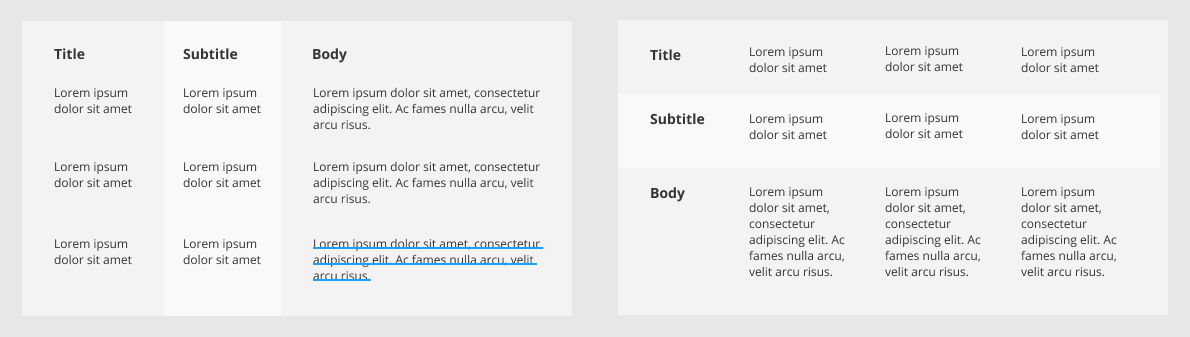 Title
Subtitle
Body
Lorem ipsum
dolor sit amet
Lorem ipsum
dolor sit amet
Lorem ipsum dolor sit amet, consectetur
adipiscing elit. Ac fames nulla arcu, velit
arcu risus.
Lorem ipsum
dolor sit amet
Lorem ipsum
dolor sit amet
Lorem ipsum dolor sit amet, consectetur
adipiscing elit. Ac fames nulla arcu, velit
arcu risus.
Lorem ipsum
dolor sit amet
Lorem ipsum
dolor sit amet
Lorem ipsum dolor sit amet, consectetur
adipiscing elit. Ac fames nulla arcu, velit
arcu risus.
Title
Lorem ipsum
dolor sit amet
Lorem ipsum
dolor sit amet
Lorem ipsum
dolor sit amet
Subtitle
Lorem ipsum
dolor sit amet
Lorem ipsum
dolor sit amet
Lorem ipsum
dolor sit amet
Body
Lorem ipsum
dolor sit amet,
consectetur
adipiscing elit. Ac
fames nulla arcu,
velit arcu risus.
Lorem ipsum
dolor sit amet,
consectetur
adipiscing elit. Ac
fames nulla arcu,
velit arcu risus.
Lorem ipsum
dolor sit amet,
consectetur
adipiscing elit. Ac
fames nulla arcu,
velit arcu risus.